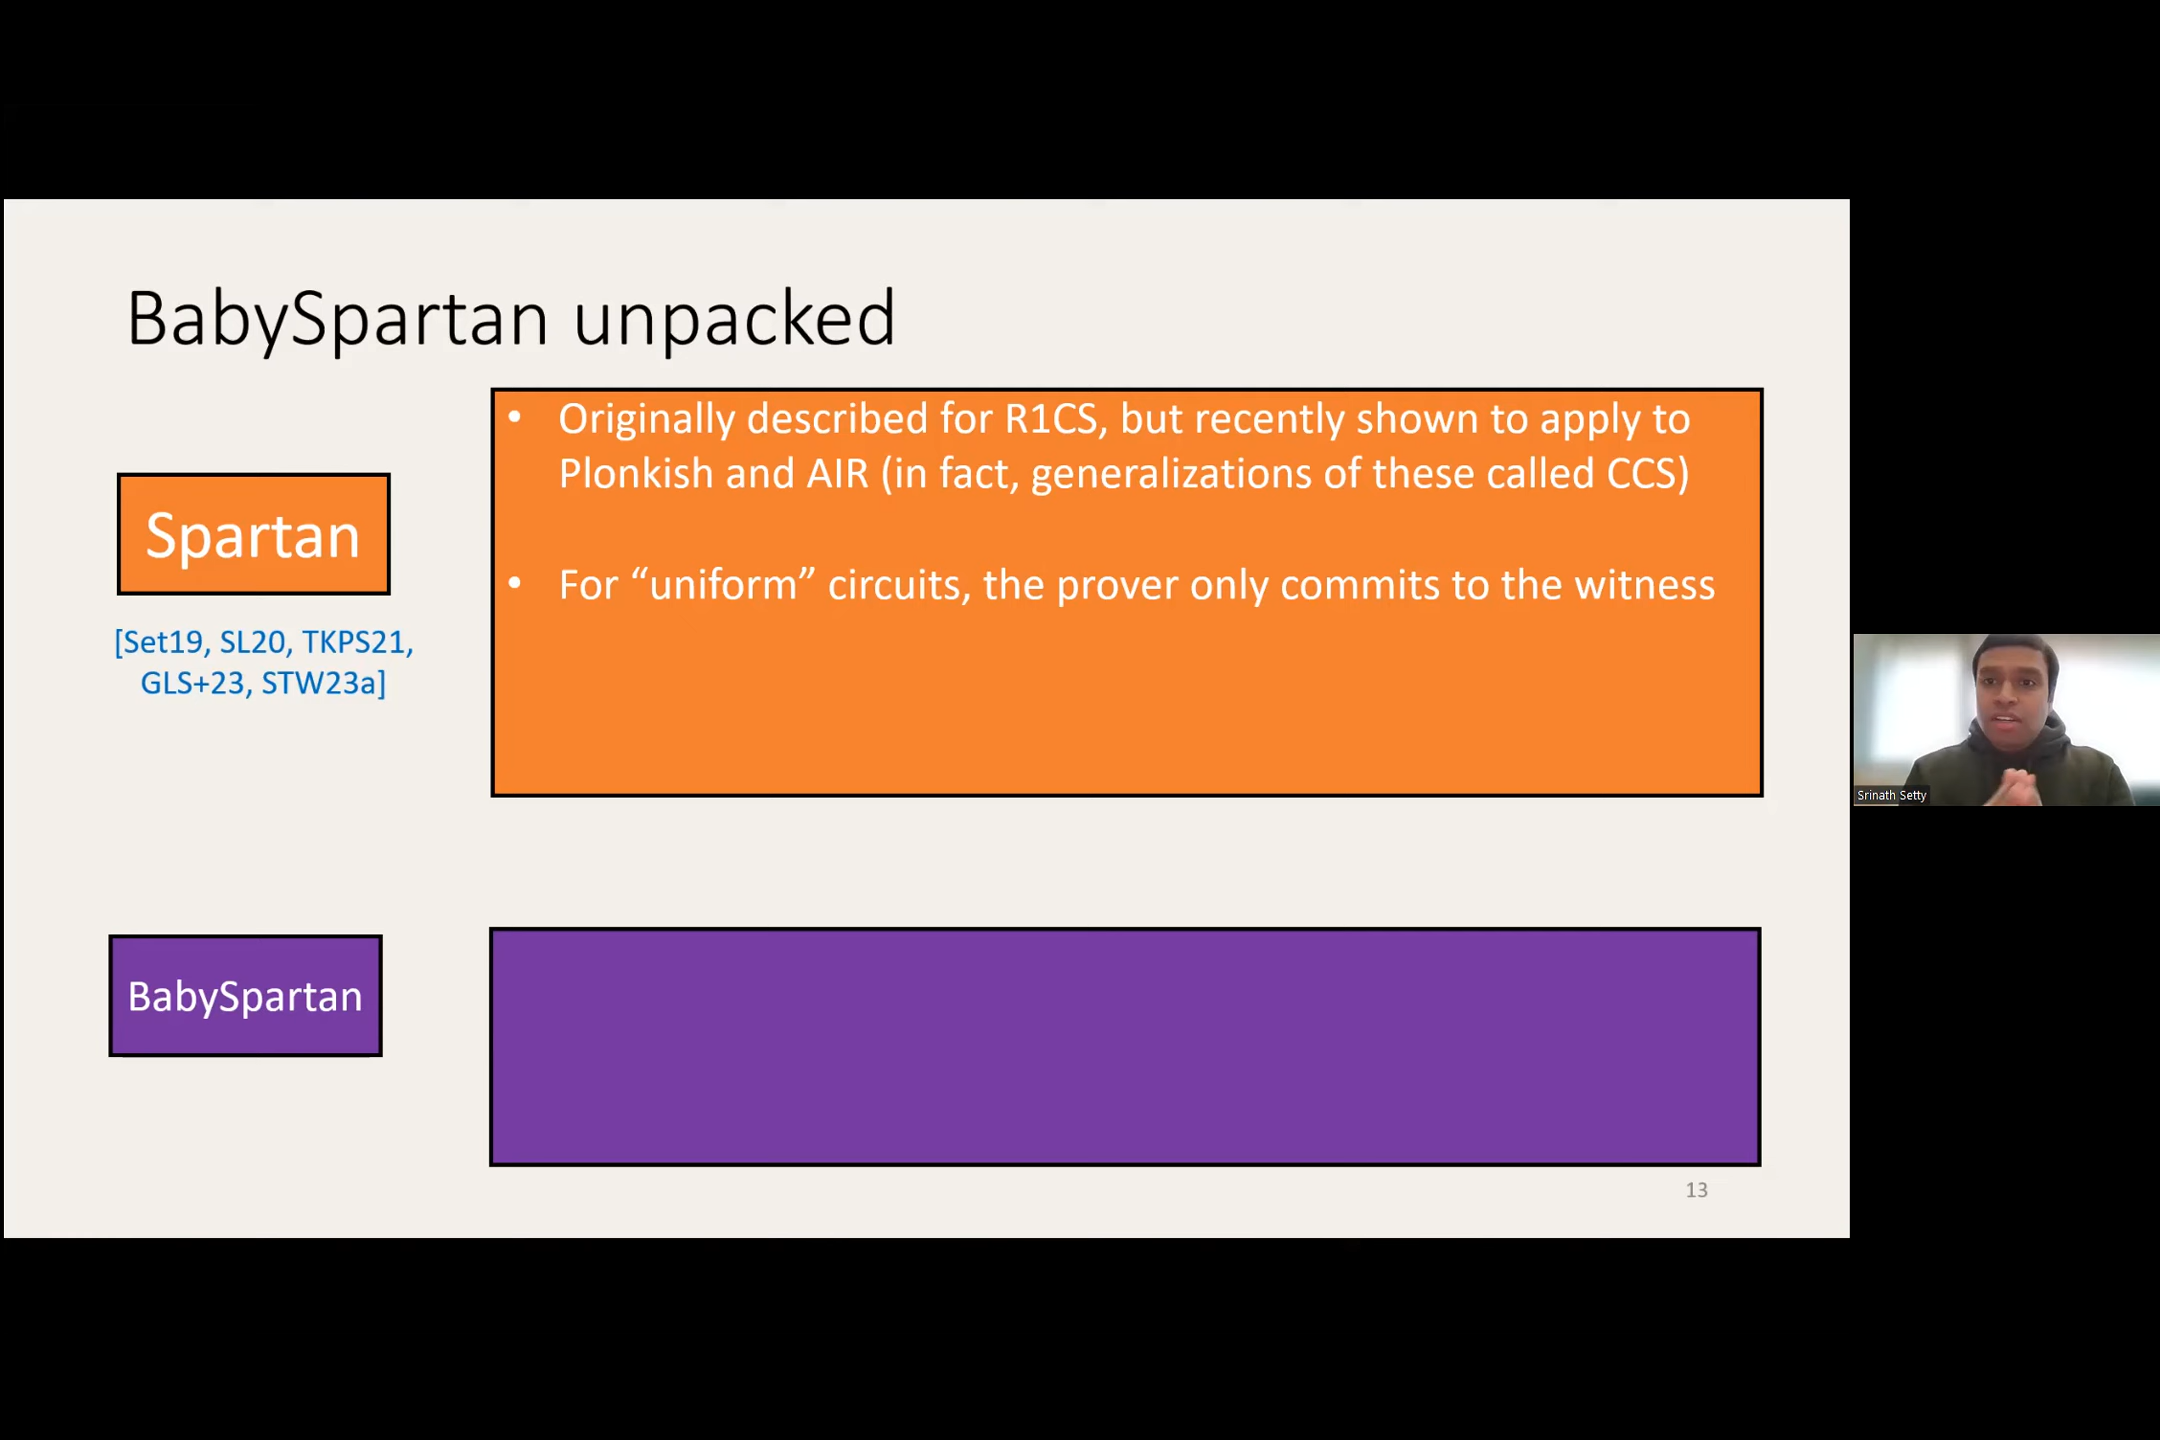 BabySpartan unpacked
Spartan
[Set19, SL20, TKPS21,
GLS+23, STW23a]
• Originally described for R1CS, but recently shown to apply to
Plonkish and AIR (in fact, generalizations of these called CCS)
• For “uniform” circuits, the prover only commits to the witness
BabySpartan
13
Srinath Setty